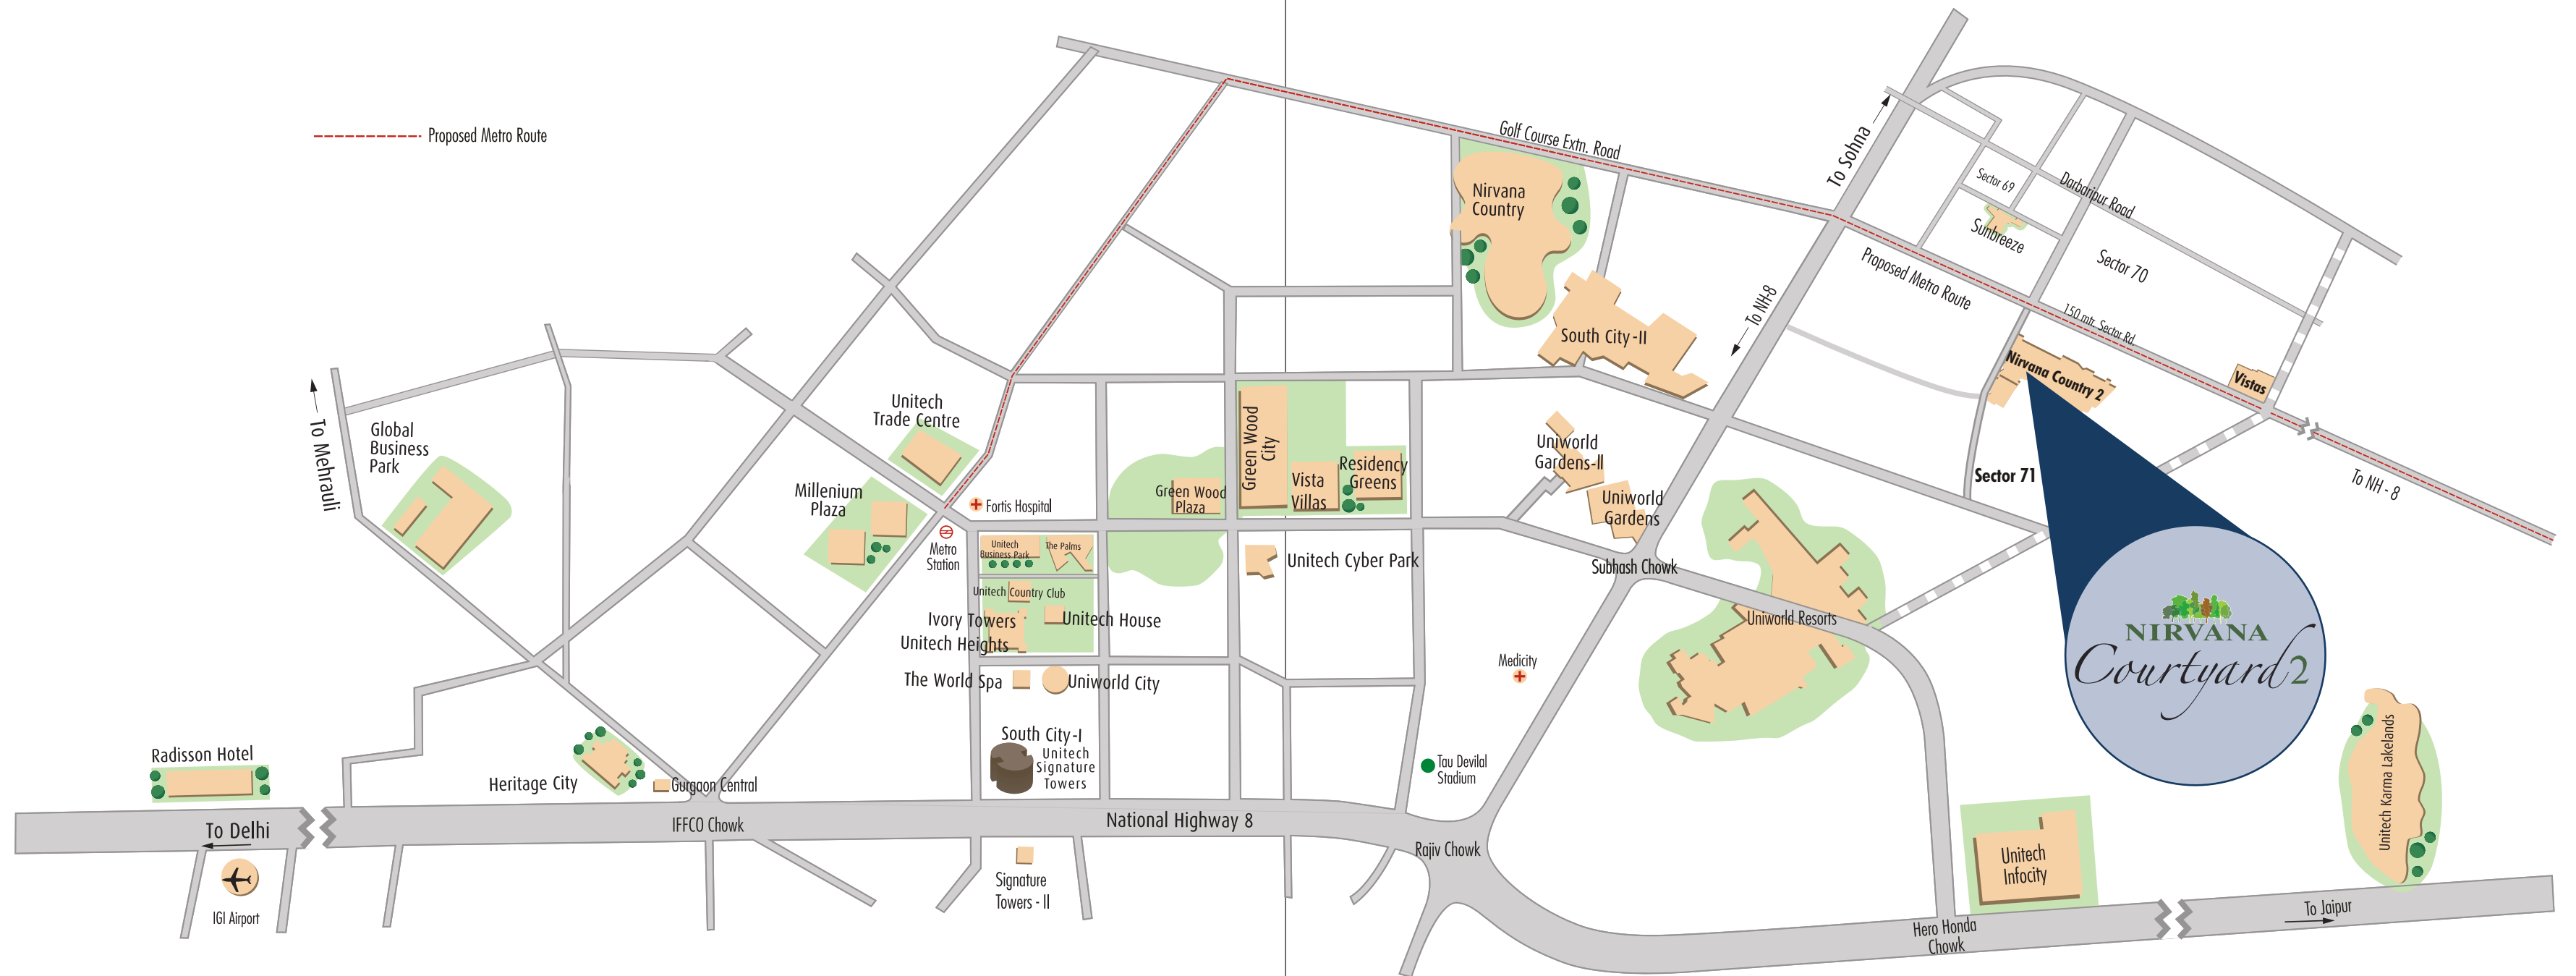 Proposed Metro Route
To Mehrauli
Global
Business
Park
Unitech
Trade Centre
Millenium
Plaza
Fortis Hospital
Metro
Station
Unitech
Business Park
The Palms
Unitech Country Club
Ivory Towers
Unitech House
Unitech Heights
The World Spa
Uniworld City
South City-I
Unitech
Signature
Towers
Green Wood
Plaza
Green Wood
City
Vista
Villas
Residency
Greens
Unitech Cyber Park
Golf Course Extn. Road
Nirvana
Country
South City-II
Uniworld
Gardens-II
Uniworld
Gardens
Subhash Chowk
Uniworld Resorts
Medicity
Tau Devilal
Stadium
To Sohna
To NH-8
Sector 69
Darbaripur Road
Sunbreeze
Sector 70
Proposed Metro Route
150 mtr. Sector Rd.
Nirvana Country 2
Vistas
Sector 71
To NH - 8
NIRVANA
Courtyard 2
Unitech Karma Lakelands
Unitech
Infocity
Radisson Hotel
Heritage City
Gurgaon Central
To Delhi
IFFCO Chowk
National Highway 8
Rajiv Chowk
Hero Honda
Chowk
To Jaipur
IGI Airport
Signature
Towers - II